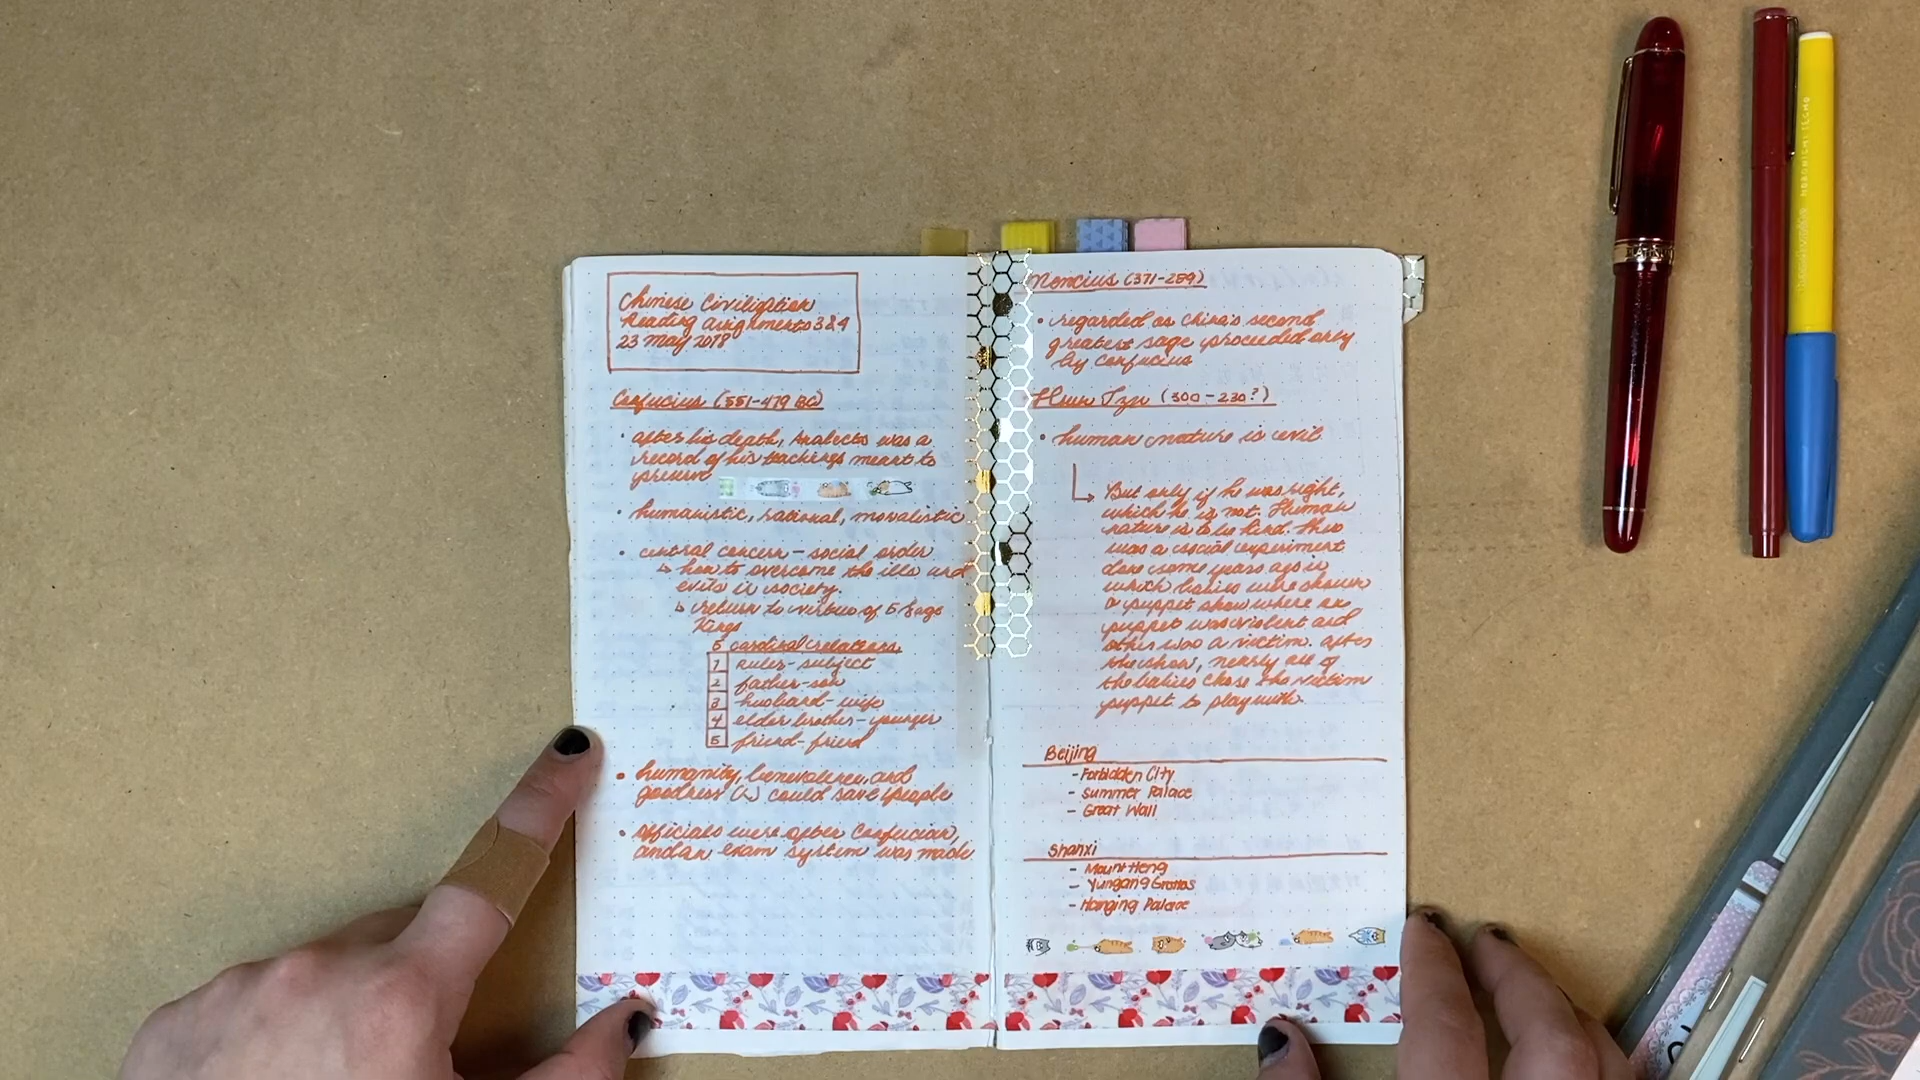 Chinese Civilization
Reading Assignments 3 & 4
23 May 2018
Confucius (551-479 BC)
• after his depth, Analects was a
record of his teachings meant to
preserve
• humanistic, rational, moralistic
• central concern - social order
↳ how to overcome the ills and
evils in society.
↳ return to virtues of 5 Sage
Kings
5 cardinal relations
1 ruler-subject
2 father-son
3 husband-wife
4 elder brother-younger
5 friend-friend
• humanity, benevolence, and
goodness could save people
• officials were often Confucian,
and an exam system was made
Mencius (371-289)
• regarded as China's second
greatest sage proceeded only
by Confucius
Hsun Tzu (300-230?)
• human nature is evil
↳ But only if he was right,
which he is not. Human
nature is to be kind. There
was a social experiment
done some years ago in
which babies were shown
a puppet show where one
puppet was violent and
other was a victim. After
the show, nearly all of
the babies chose the victim
puppet to play with.
Beijing
- Forbidden City
- Summer Palace
- Great Wall
Shanxi
- Mount Heng
- Yungang Grottos
- Hanging Palace